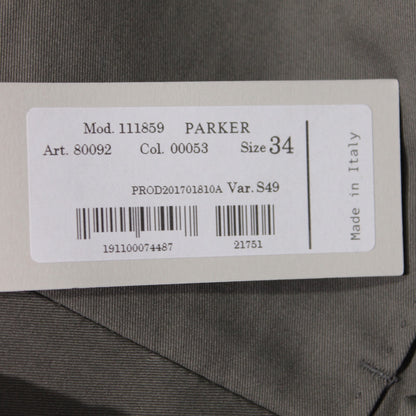 Mod. 111859 PARKER
Art. 80092 Col. 00053 Size 34
PROD201701810A Var. S49
191100074487 21751
Made in Italy